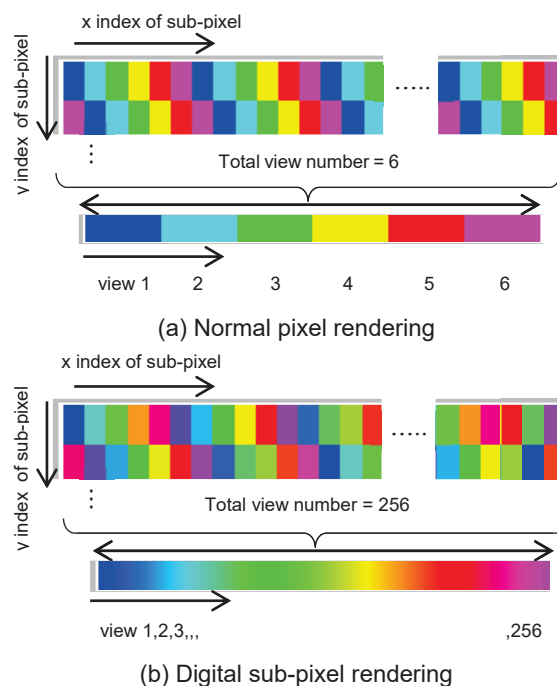 x index of sub-pixel
y index of sub-pixel
.....
⋮
Total view number = 6
view 1 2 3 4 5 6
(a) Normal pixel rendering
x index of sub-pixel
y index of sub-pixel
.....
⋮
Total view number = 256
view 1,2,3,,, ,256
(b) Digital sub-pixel rendering